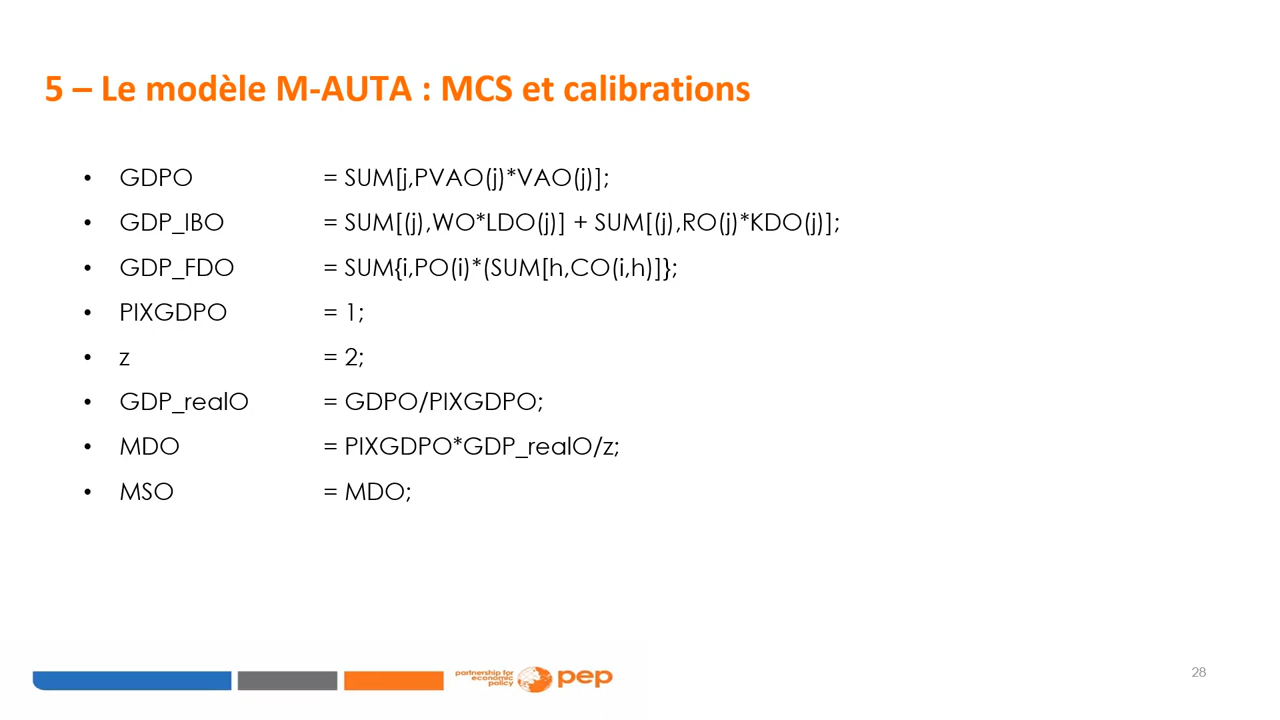 5 – Le modèle M-AUTA : MCS et calibrations
• GDPO = SUM[j,PVAO(j)*VAO(j)];
• GDP_IBO = SUM[(j),WO*LDO(j)] + SUM[(j),RO(j)*KDO(j)];
• GDP_FDO = SUM{i,PO(i)*(SUM[h,CO(i,h)]};
• PIXGDPO = 1;
• z = 2;
• GDP_realO = GDPO/PIXGDPO;
• MDO = PIXGDPO*GDP_realO/z;
• MSO = MDO;
partnership for
economic
policy
pep
28